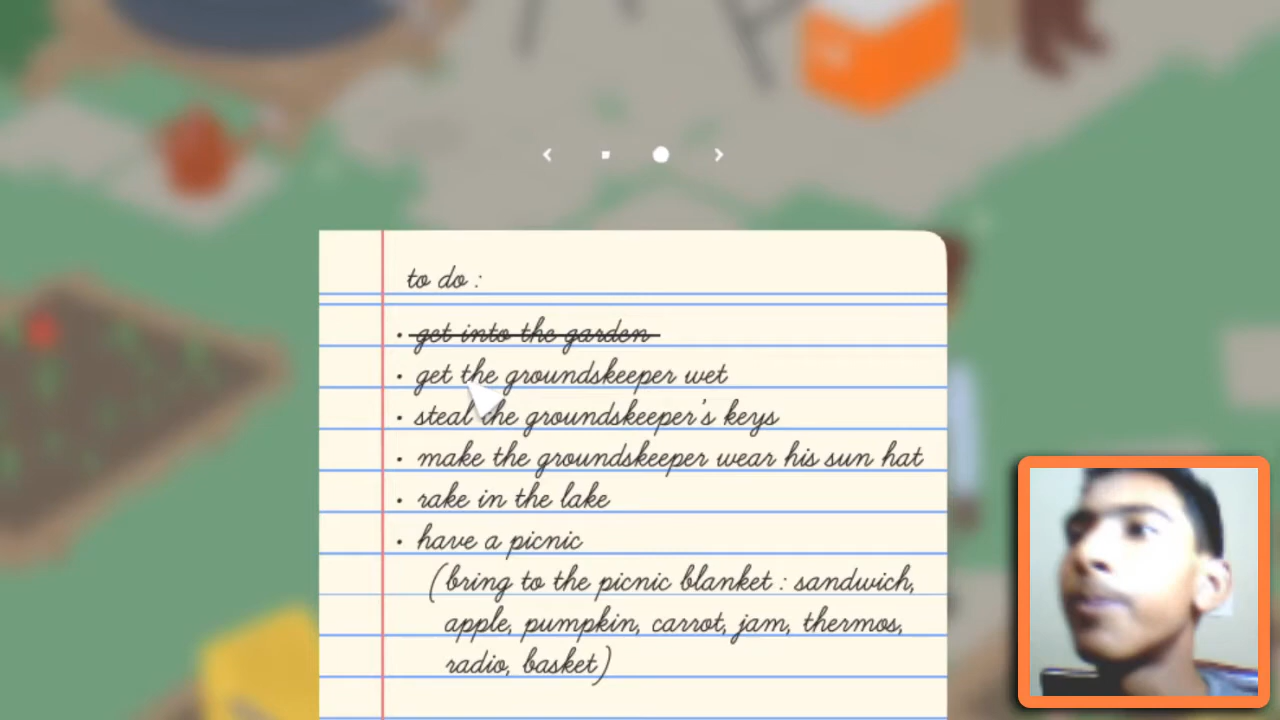 to do :
• get into the garden
• get the groundskeeper wet
• steal the groundskeeper's keys
• make the groundskeeper wear his sun hat
• rake in the lake
• have a picnic
(bring to the picnic blanket : sandwich,
apple, pumpkin, carrot, jam, thermos,
radio, basket)